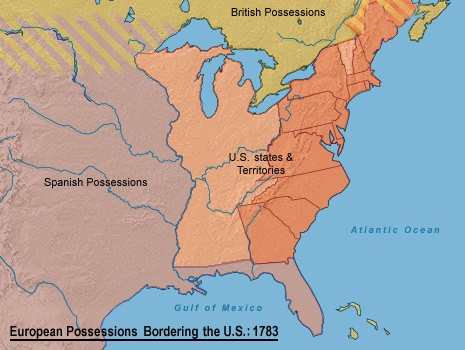 British Possessions
U.S. states &
Territories
Spanish Possessions
Atlantic Ocean
Gulf of Mexico
European Possessions Bordering the U.S.: 1783